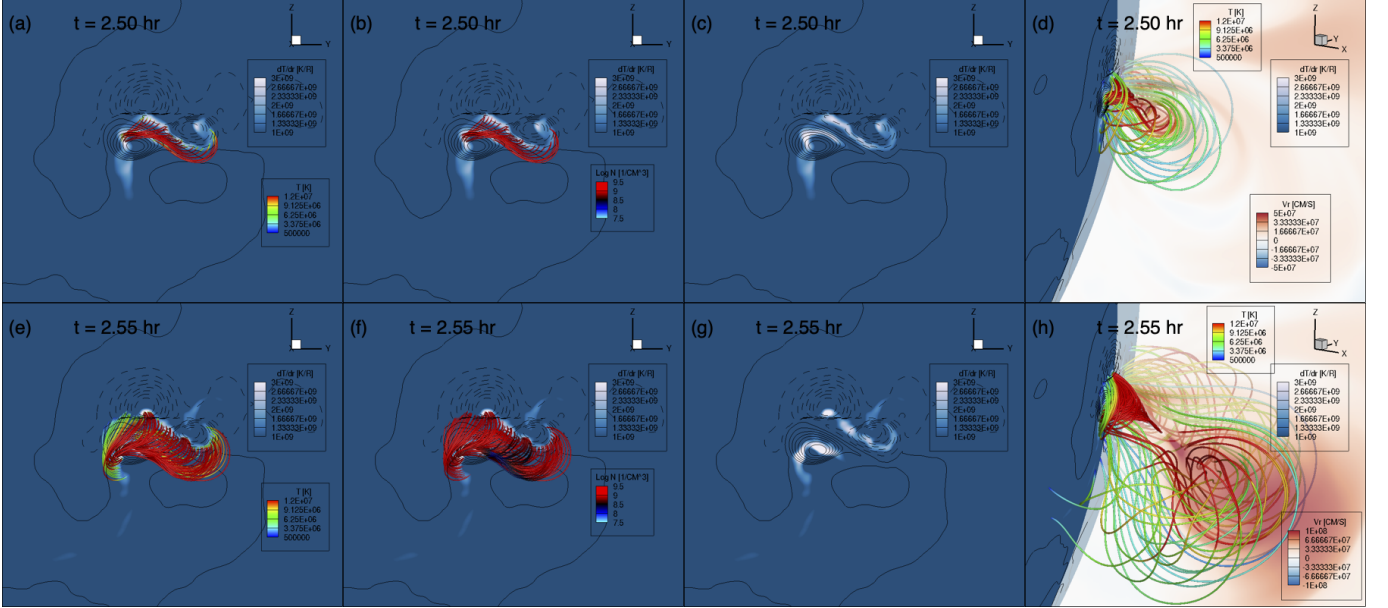 (a) t = 2.50 hr
Z
Y
dT/dr [K/R]
3E+09
2.66667E+09
2.33333E+09
2E+09
1.66667E+09
1.33333E+09
1E+09
T [K]
1.2E+07
9.125E+06
6.25E+06
3.375E+06
500000
(b) t = 2.50 hr
Z
Y
dT/dr [K/R]
3E+09
2.66667E+09
2.33333E+09
2E+09
1.66667E+09
1.33333E+09
1E+09
Log N [1/CM^3]
9.5
9
8.5
8
7.5
(c) t = 2.50 hr
Z
Y
dT/dr [K/R]
3E+09
2.66667E+09
2.33333E+09
2E+09
1.66667E+09
1.33333E+09
1E+09
(d) t = 2.50 hr
T [K]
1.2E+07
9.125E+06
6.25E+06
3.375E+06
500000
Z
Y
X
dT/dr [K/R]
3E+09
2.66667E+09
2.33333E+09
2E+09
1.66667E+09
1.33333E+09
1E+09
Vr [CM/S]
5E+07
3.33333E+07
1.66667E+07
0
-1.66667E+07
-3.33333E+07
-5E+07
(e) t = 2.55 hr
Z
Y
dT/dr [K/R]
3E+09
2.66667E+09
2.33333E+09
2E+09
1.66667E+09
1.33333E+09
1E+09
T [K]
1.2E+07
9.125E+06
6.25E+06
3.375E+06
500000
(f) t = 2.55 hr
Z
Y
dT/dr [K/R]
3E+09
2.66667E+09
2.33333E+09
2E+09
1.66667E+09
1.33333E+09
1E+09
Log N [1/CM^3]
9.5
9
8.5
8
7.5
(g) t = 2.55 hr
Z
Y
dT/dr [K/R]
3E+09
2.66667E+09
2.33333E+09
2E+09
1.66667E+09
1.33333E+09
1E+09
(h) t = 2.55 hr
T [K]
1.2E+07
9.125E+06
6.25E+06
3.375E+06
500000
Z
Y
X
dT/dr [K/R]
3E+09
2.66667E+09
2.33333E+09
2E+09
1.66667E+09
1.33333E+09
1E+09
Vr [CM/S]
1E+08
6.66667E+07
3.33333E+07
0
-3.33333E+07
-6.66667E+07
-1E+08